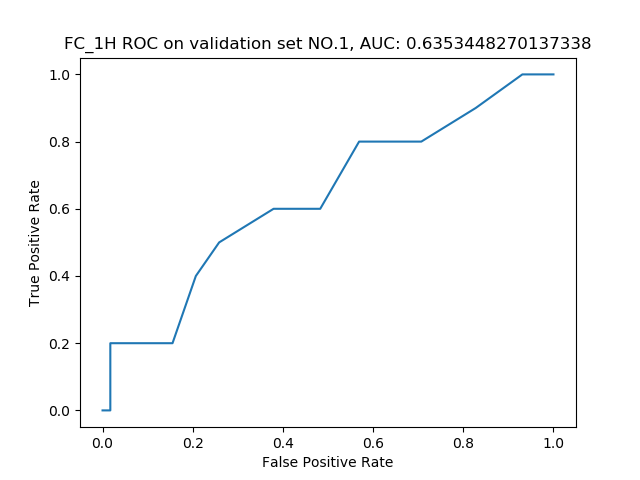 FC_1H ROC on validation set NO.1, AUC: 0.6353448270137338
1.0
0.8
0.6
0.4
0.2
0.0
True Positive Rate
0.0 0.2 0.4 0.6 0.8 1.0
False Positive Rate